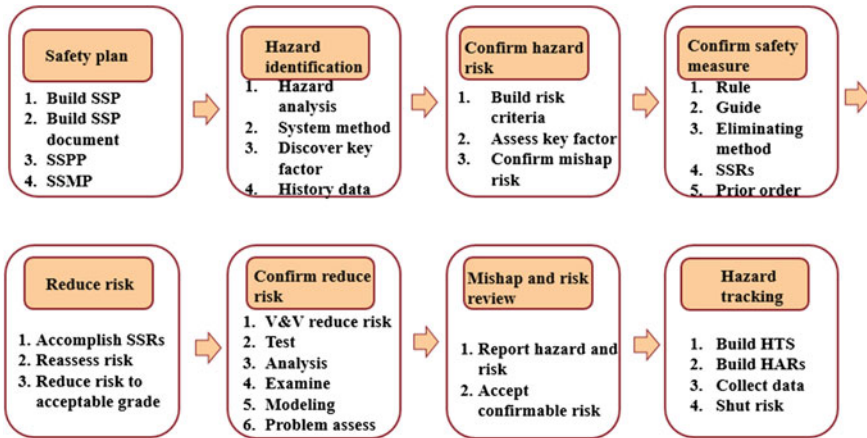 Safety plan
1. Build SSP
2. Build SSP
document
3. SSPP
4. SSMP
Hazard
identification
1. Hazard
analysis
2. System method
3. Discover key
factor
4. History data
Confirm hazard
risk
1. Build risk
criteria
2. Assess key factor
3. Confirm mishap
risk
Confirm safety
measure
1. Rule
2. Guide
3. Eliminating
method
4. SSRs
5. Prior order
Reduce risk
1. Accomplish SSRs
2. Reassess risk
3. Reduce risk to
acceptable grade
Confirm reduce
risk
1. V&V reduce risk
2. Test
3. Analysis
4. Examine
5. Modeling
6. Problem assess
Mishap and risk
review
1. Report hazard and
risk
2. Accept
confirmable risk
Hazard
tracking
1. Build HTS
2. Build HARs
3. Collect data
4. Shut risk